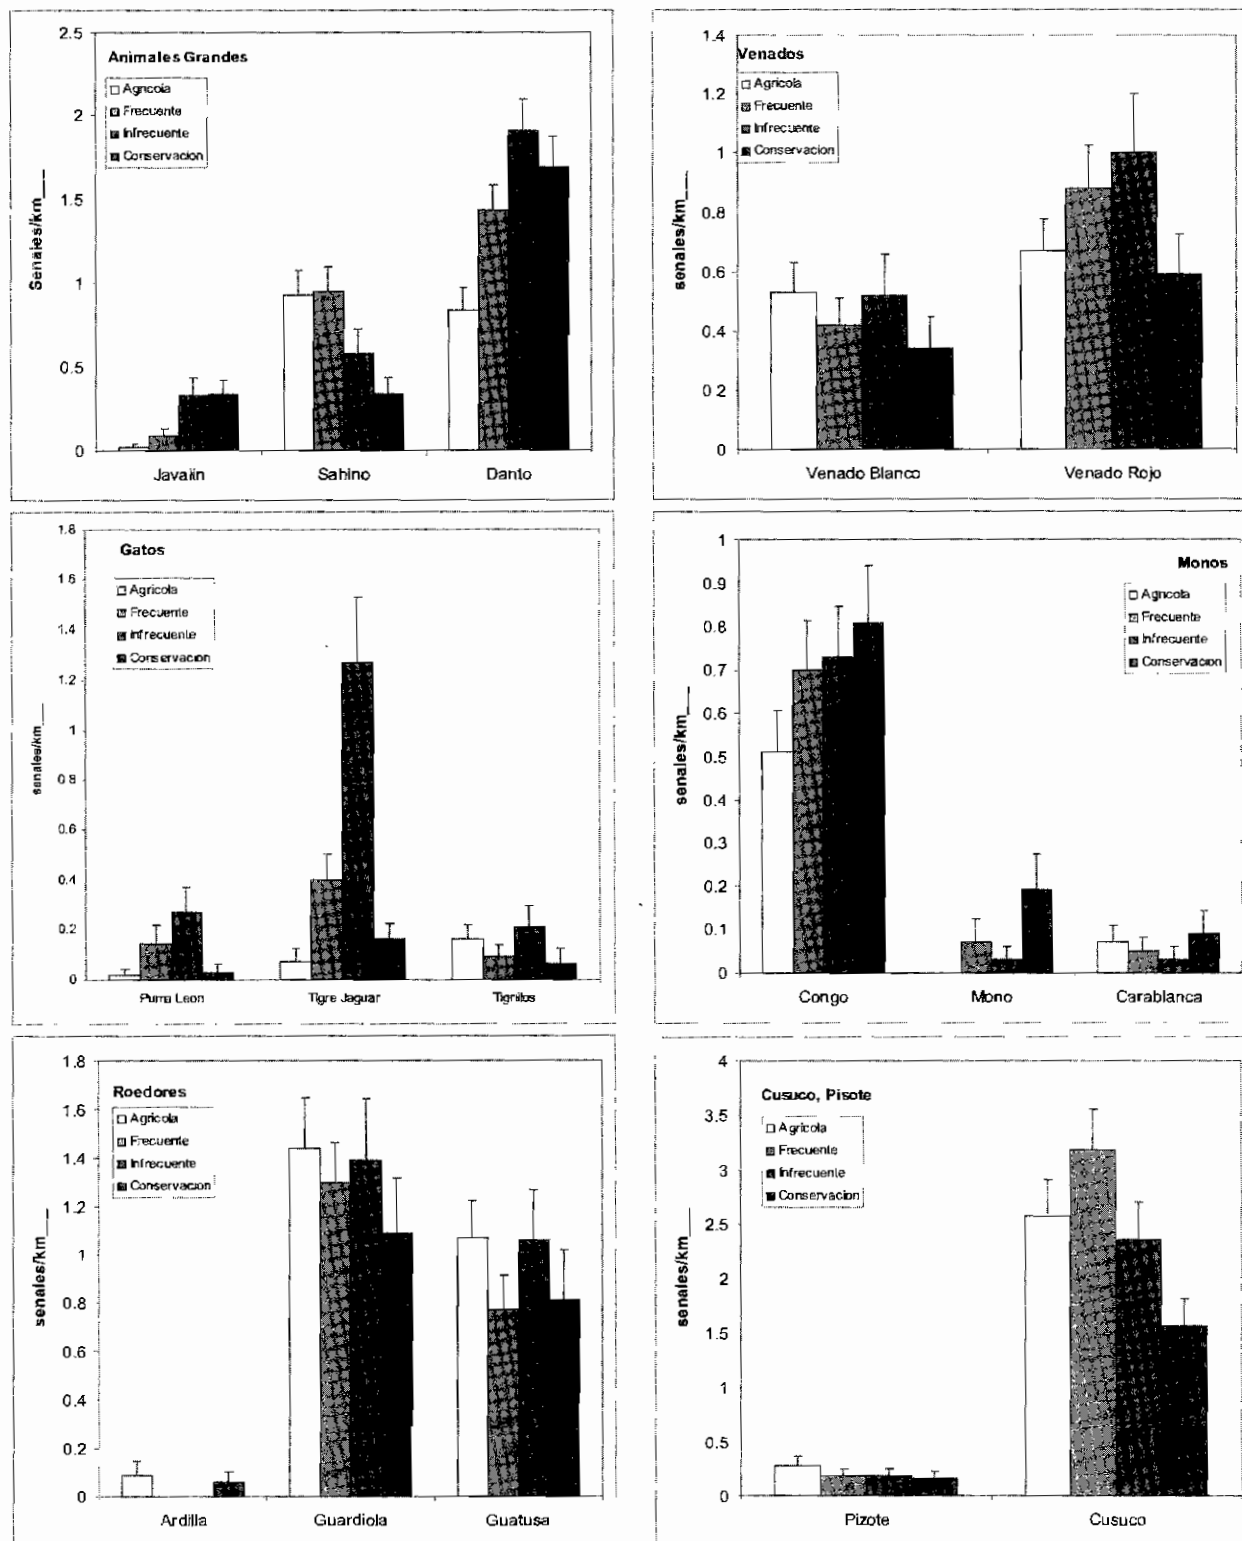 Animales Grandes
Agricola
Frecuente
Infrecuente
Conservacion
Senales/km__
2.5
2
1.5
1
0.5
0
Javalin
Sahino
Danto
Venados
Agricola
Frecuente
Infrecuente
Conservacion
senales/km__
1.4
1.2
1
0.8
0.6
0.4
0.2
0
Venado Blanco
Venado Rojo
Gatos
Agricola
Frecuente
Infrecuente
Conservacion
senales/km__
1.8
1.6
1.4
1.2
1
0.8
0.6
0.4
0.2
0
Puma Leon
Tigre Jaguar
Tigrillos
Monos
Agricola
Frecuente
Infrecuente
Conservacion
senales/km__
1
0.9
0.8
0.7
0.6
0.5
0.4
0.3
0.2
0.1
0
Congo
Mono
Carablanca
Roedores
Agricola
Frecuente
Infrecuente
Conservacion
senales/km__
1.8
1.6
1.4
1.2
1
0.8
0.6
0.4
0.2
0
Ardilla
Guardiola
Guatusa
Cusuco, Pisote
Agricola
Frecuente
Infrecuente
Conservacion
senales/km__
4
3.5
3
2.5
2
1.5
1
0.5
0
Pizote
Cusuco